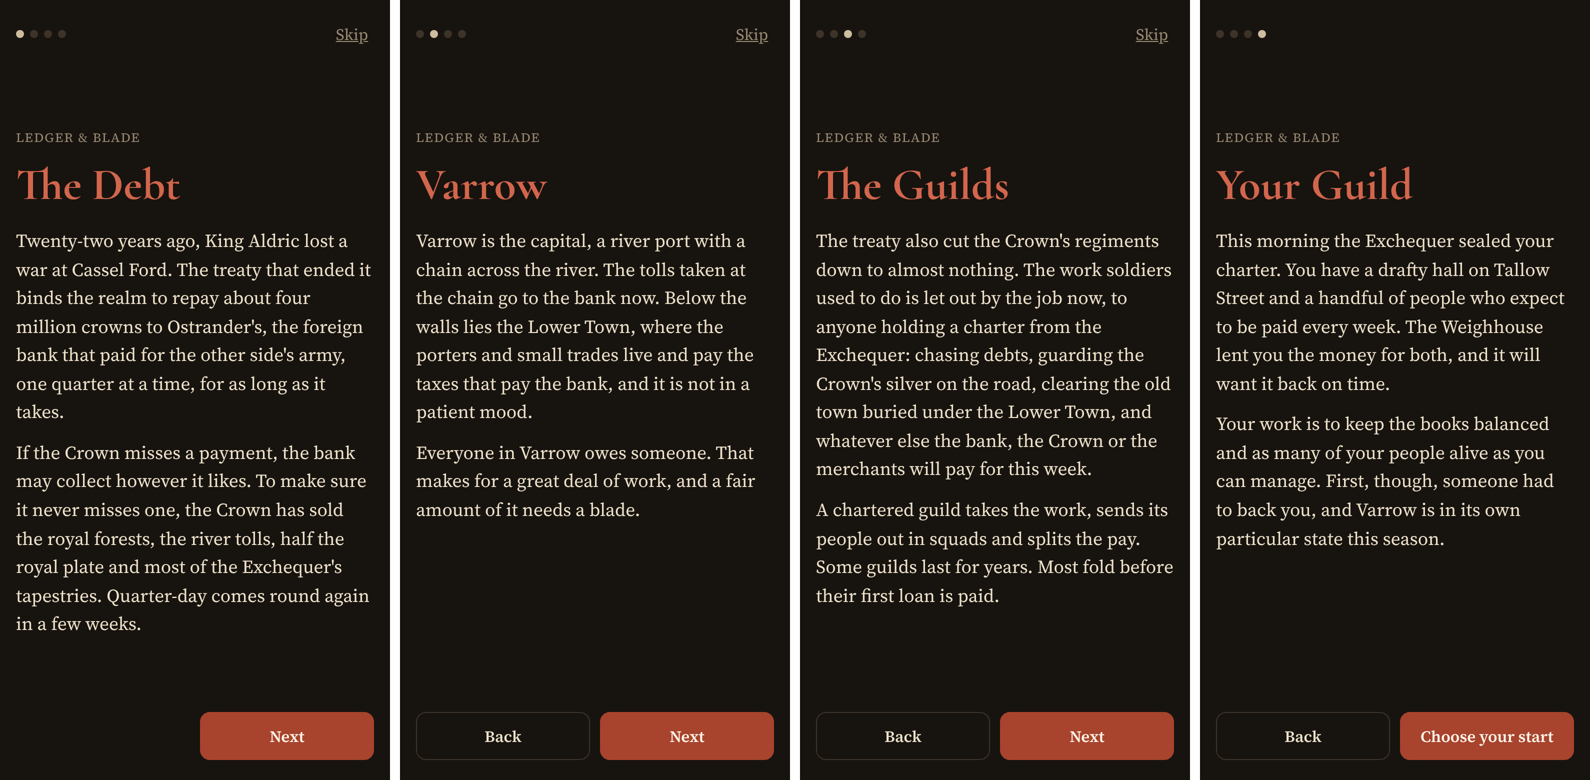 Skip
LEDGER & BLADE
The Debt
Twenty-two years ago, King Aldric lost a
war at Cassel Ford. The treaty that ended it
binds the realm to repay about four
million crowns to Ostrander's, the foreign
bank that paid for the other side's army,
one quarter at a time, for as long as it
takes.
If the Crown misses a payment, the bank
may collect however it likes. To make sure
it never misses one, the Crown has sold
the royal forests, the river tolls, half the
royal plate and most of the Exchequer's
tapestries. Quarter-day comes round again
in a few weeks.
Next
Skip
LEDGER & BLADE
Varrow
Varrow is the capital, a river port with a
chain across the river. The tolls taken at
the chain go to the bank now. Below the
walls lies the Lower Town, where the
porters and small trades live and pay the
taxes that pay the bank, and it is not in a
patient mood.
Everyone in Varrow owes someone. That
makes for a great deal of work, and a fair
amount of it needs a blade.
Back
Next
Skip
LEDGER & BLADE
The Guilds
The treaty also cut the Crown's regiments
down to almost nothing. The work soldiers
used to do is let out by the job now, to
anyone holding a charter from the
Exchequer: chasing debts, guarding the
Crown's silver on the road, clearing the old
town buried under the Lower Town, and
whatever else the bank, the Crown or the
merchants will pay for this week.
A chartered guild takes the work, sends its
people out in squads and splits the pay.
Some guilds last for years. Most fold before
their first loan is paid.
Back
Next
LEDGER & BLADE
Your Guild
This morning the Exchequer sealed your
charter. You have a drafty hall on Tallow
Street and a handful of people who expect
to be paid every week. The Weighhouse
lent you the money for both, and it will
want it back on time.
Your work is to keep the books balanced
and as many of your people alive as you
can manage. First, though, someone had
to back you, and Varrow is in its own
particular state this season.
Back
Choose your start